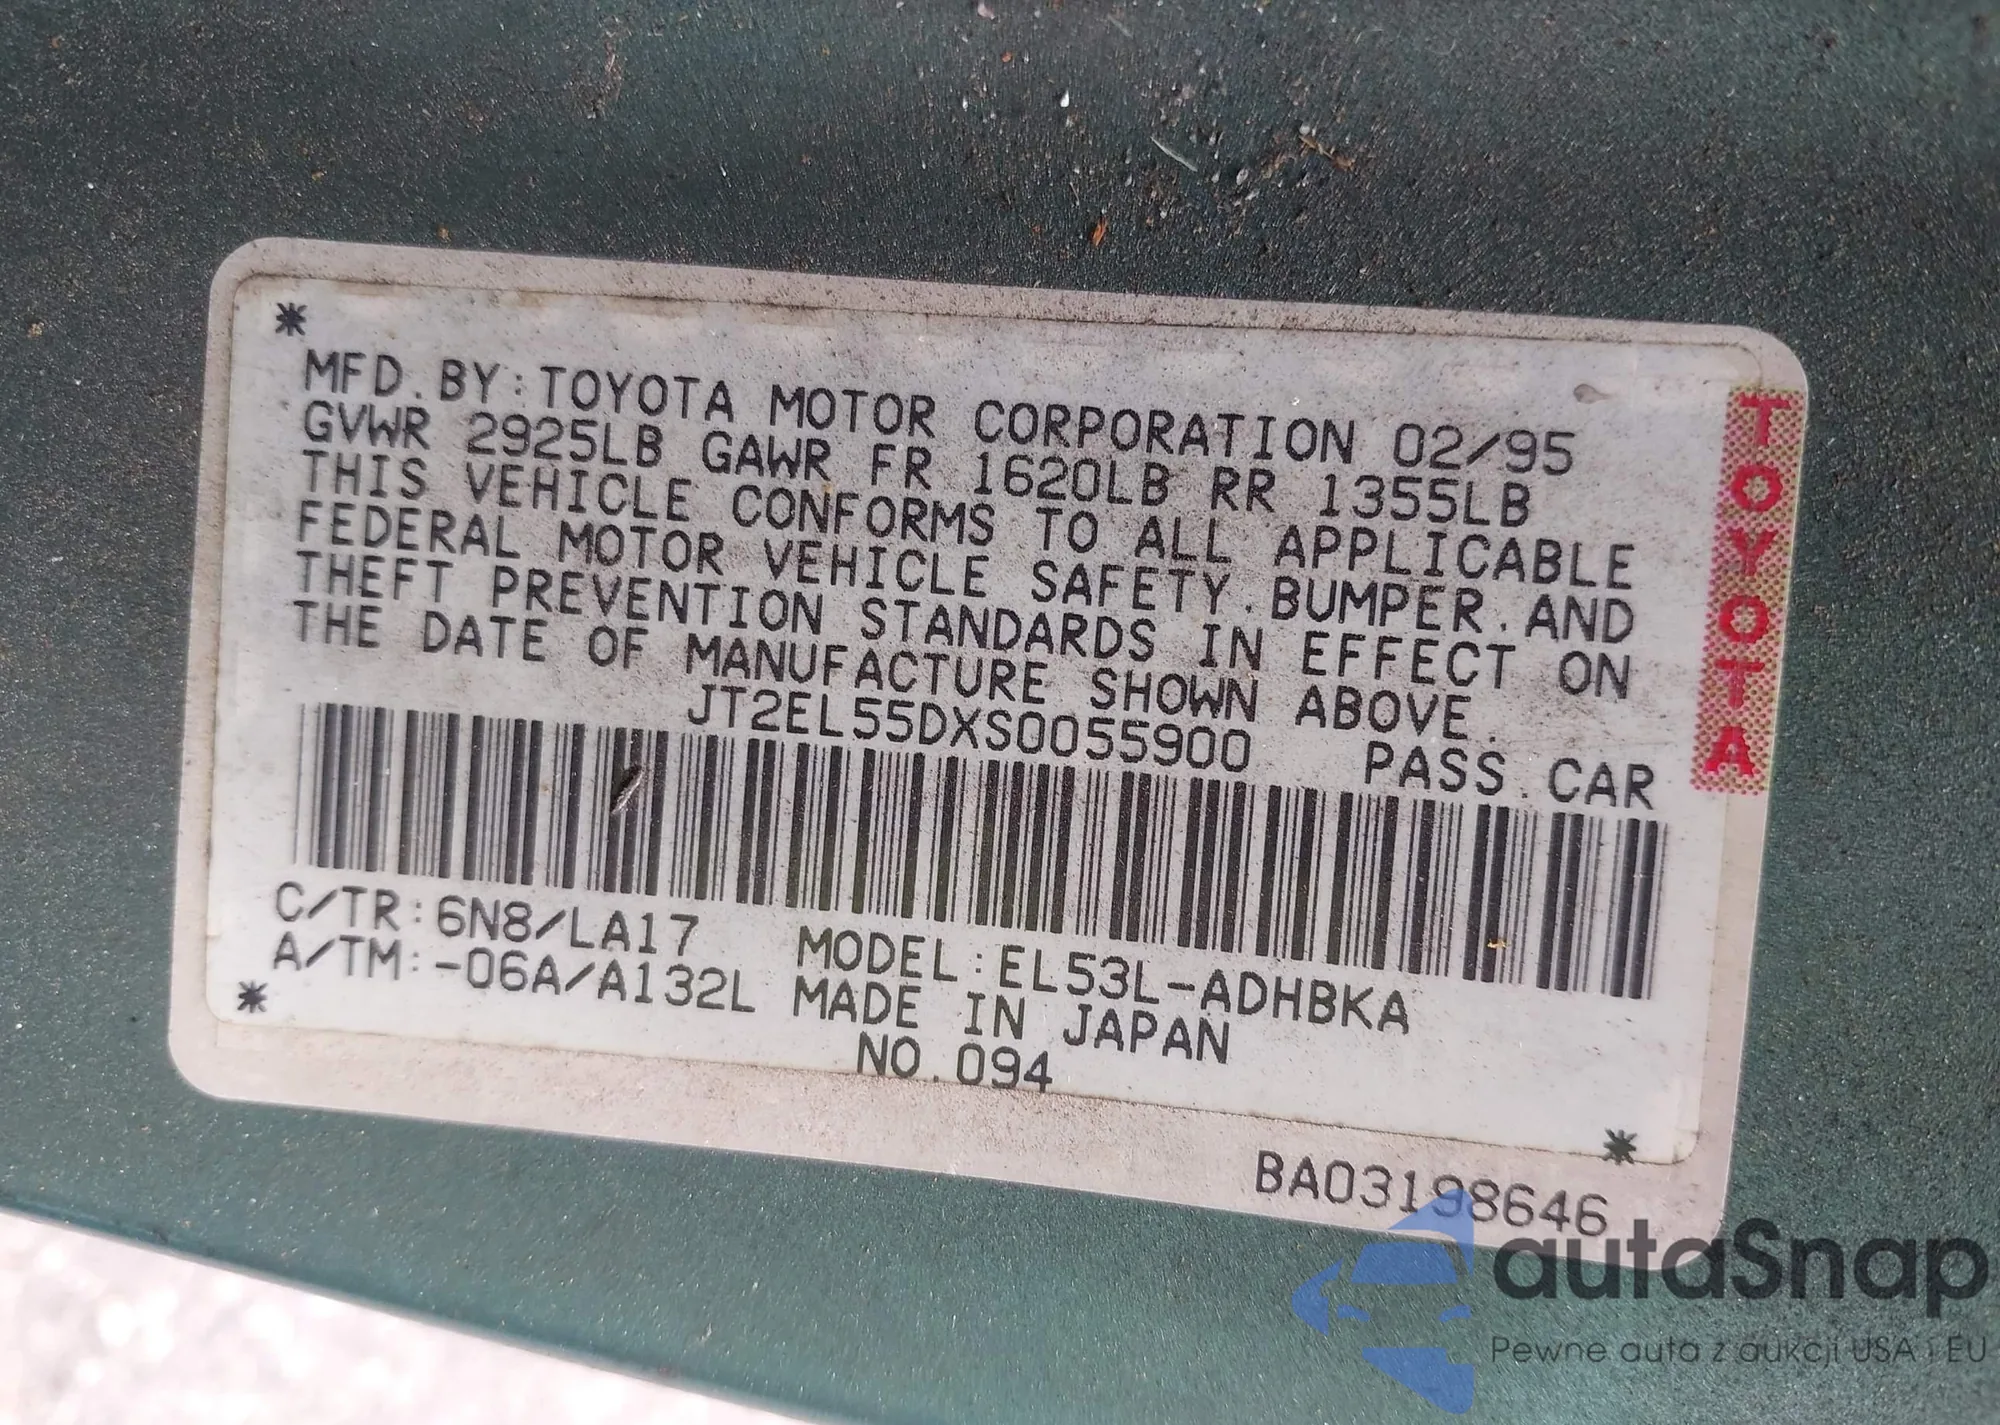 *
MFD.BY:TOYOTA MOTOR CORPORATION 02/95
GVWR 2925LB GAWR FR 1620LB RR 1355LB
THIS VEHICLE CONFORMS TO ALL APPLICABLE
FEDERAL MOTOR VEHICLE SAFETY.BUMPER.AND
THEFT PREVENTION STANDARDS IN EFFECT ON
THE DATE OF MANUFACTURE SHOWN ABOVE.
JT2EL55DXS0055900 PASS.CAR
C/TR:6N8/LA17 MODEL:EL53L-ADHBKA
A/TM:-06A/A132L MADE IN JAPAN
* NO.094
*
BA03198646
TOYOTA
autaSnap
Pewne auta z aukcji USA i EU